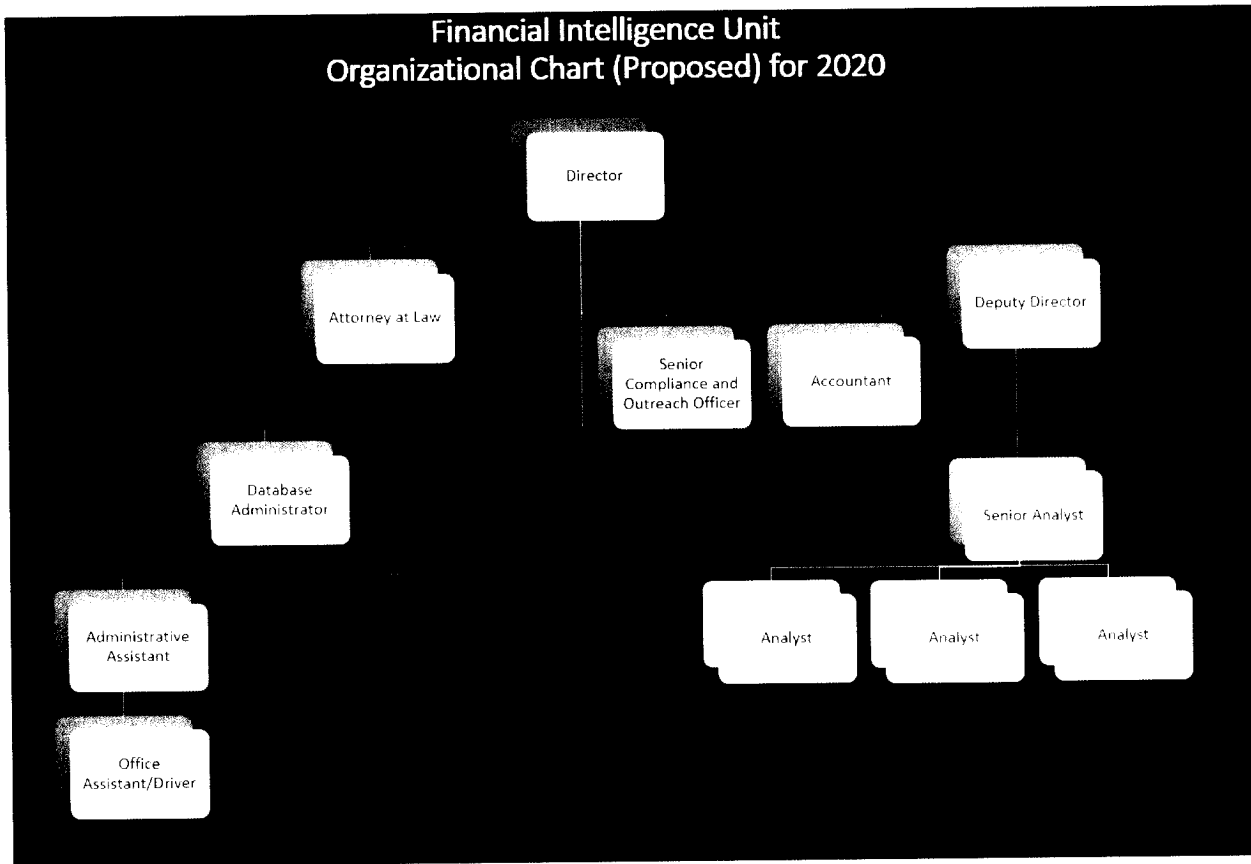 Financial Intelligence Unit
Organizational Chart (Proposed) for 2020
Director
Attorney at Law
Deputy Director
Senior
Compliance and
Outreach Officer
Accountant
Database
Administrator
Senior Analyst
Administrative
Assistant
Analyst
Analyst
Analyst
Office
Assistant/Driver